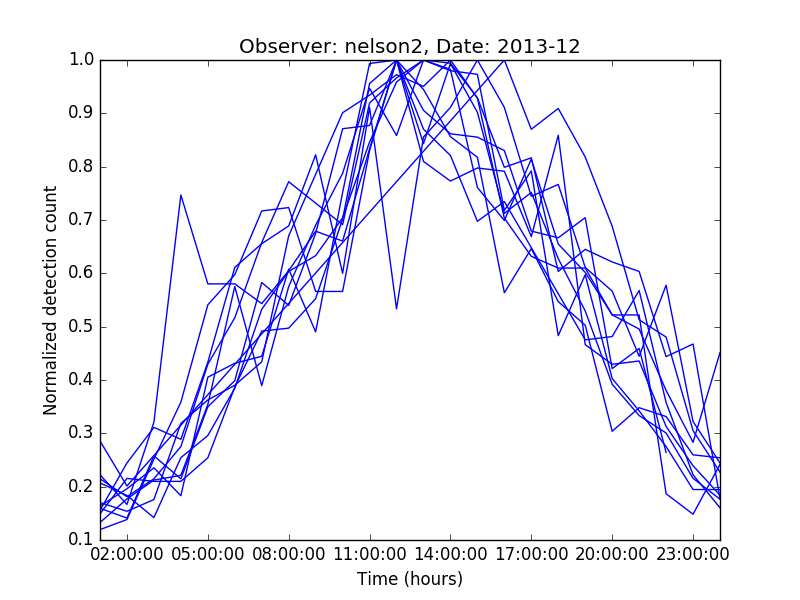 Observer: nelson2, Date: 2013-12
1.0
0.9
0.8
0.7
0.6
0.5
0.4
0.3
0.2
0.1
Normalized detection count
02:00:00 05:00:00 08:00:00 11:00:00 14:00:00 17:00:00 20:00:00 23:00:00
Time (hours)